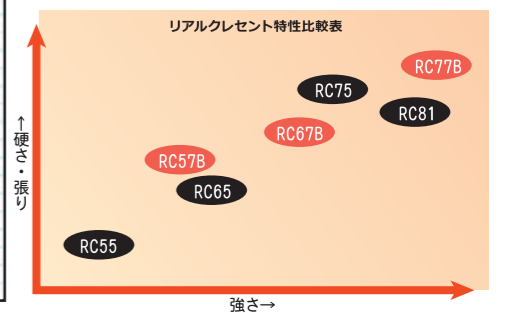 リアルクレセント特性比較表
RC77B
RC75
RC81
RC67B
RC57B
RC65
RC55
↑硬さ・張り
強さ→